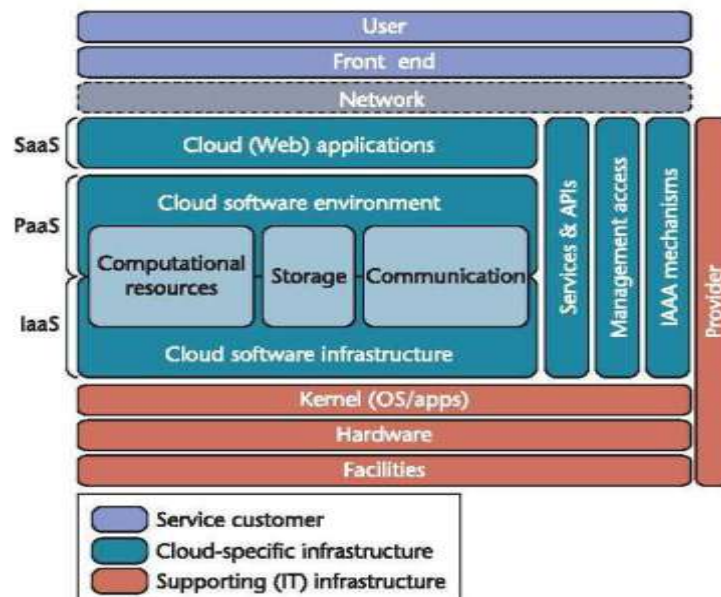 User
Front end
Network
SaaS
Cloud (Web) applications
PaaS
Cloud software environment
Computational
resources
Storage
Communication
IaaS
Cloud software infrastructure
Services & APIs
Management access
IAAA mechanisms
Provider
Kernel (OS/apps)
Hardware
Facilities
Service customer
Cloud-specific infrastructure
Supporting (IT) infrastructure